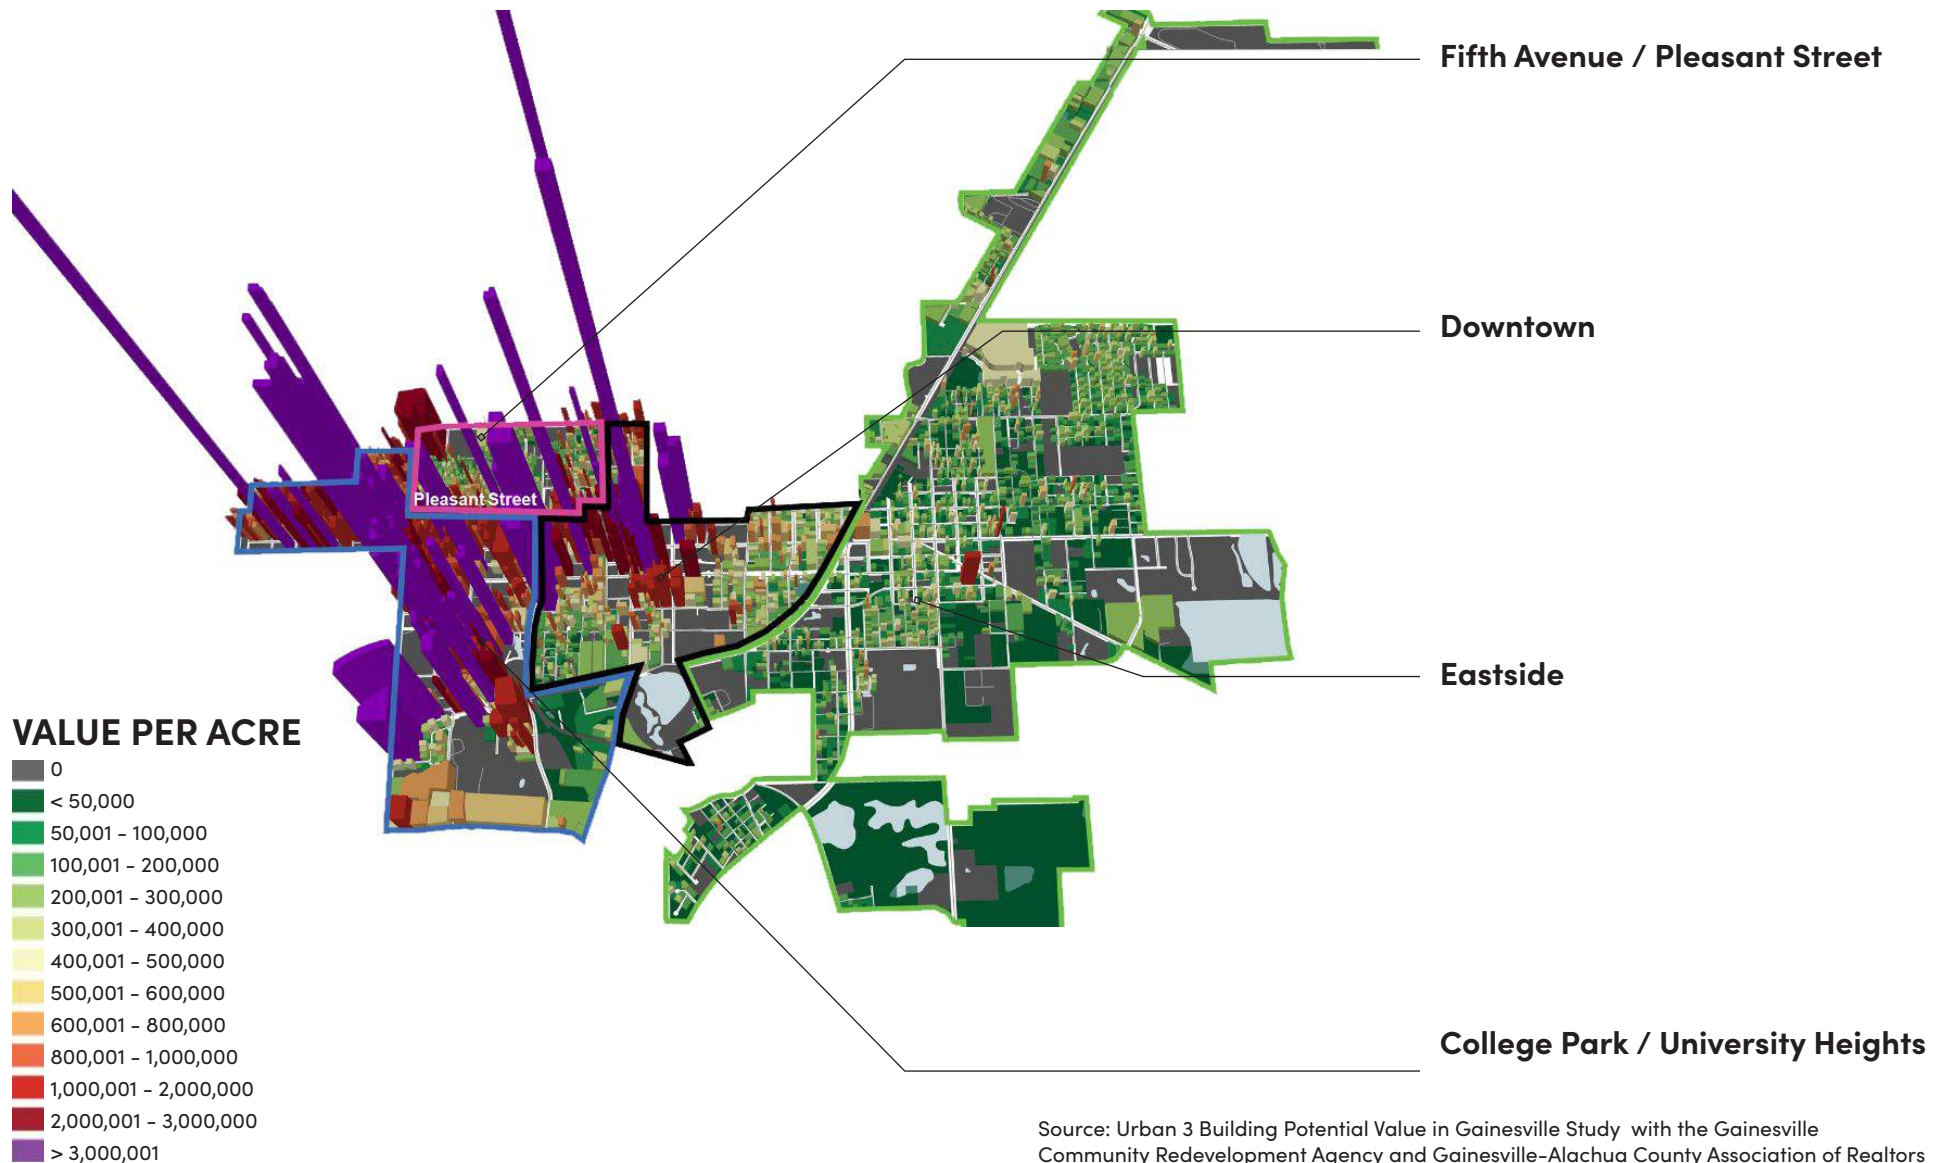 Fifth Avenue / Pleasant Street
Downtown
Pleasant Street
Eastside
VALUE PER ACRE
0
< 50,000
50,001 - 100,000
100,001 - 200,000
200,001 - 300,000
300,001 - 400,000
400,001 - 500,000
500,001 - 600,000
600,001 - 800,000
800,001 - 1,000,000
1,000,001 - 2,000,000
2,000,001 - 3,000,000
> 3,000,001
College Park / University Heights
Source: Urban 3 Building Potential Value in Gainesville Study with the Gainesville
Community Redevelopment Agency and Gainesville-Alachua County Association of Realtors